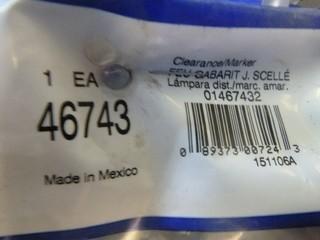 1 EA
46743
Made in Mexico
Clearance/Marker
FEU GABARIT J. SCELLÉ
Lámpara dist./marc. amar.
01467432
0 89373 00724 3
151106A